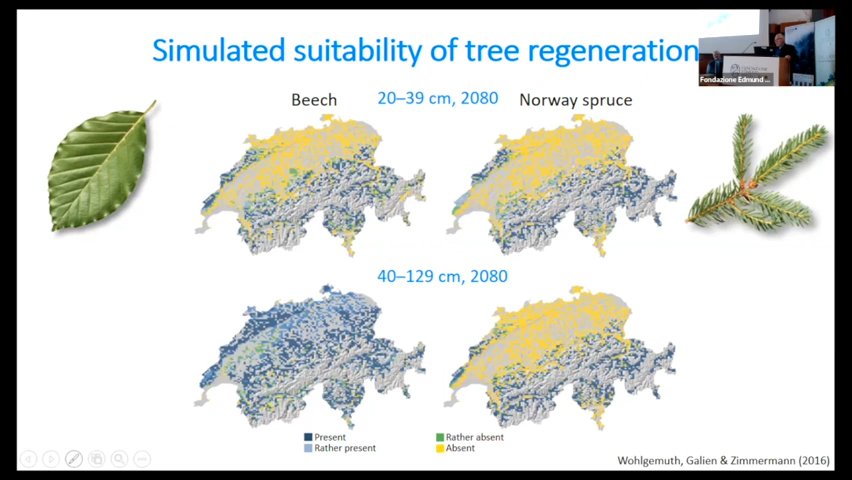 Simulated suitability of tree regeneration
Fondazione Edmund ...
Beech
20–39 cm, 2080
Norway spruce
40–129 cm, 2080
Present
Rather absent
Rather present
Absent
Wohlgemuth, Galien & Zimmermann (2016)